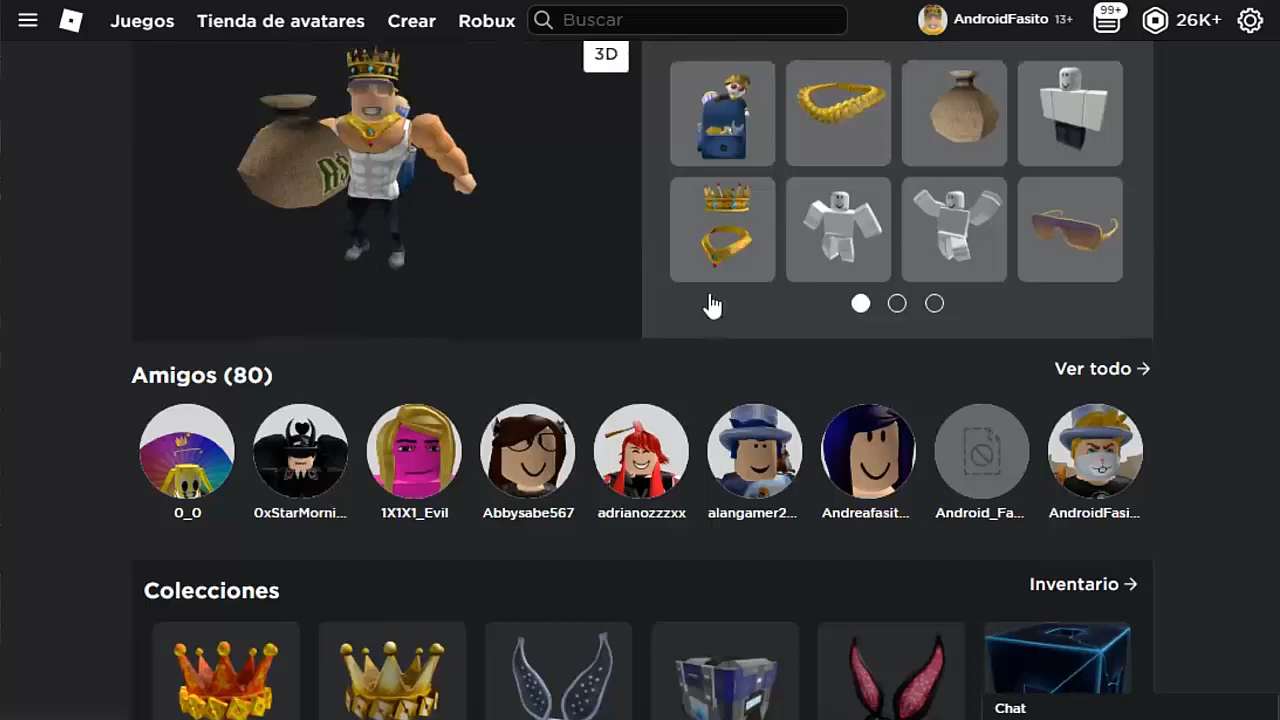 Juegos Tienda de avatares Crear Robux Buscar AndroidFasito 13+ 99+ 26K+
3D
R$
Amigos (80) Ver todo →
0_0 0xStarMorni... 1X1X1_Evil Abbysabe567 adrianozzzxx alangamer2... Andreafasit... Android_Fa... AndroidFasi...
Colecciones Inventario →
Chat